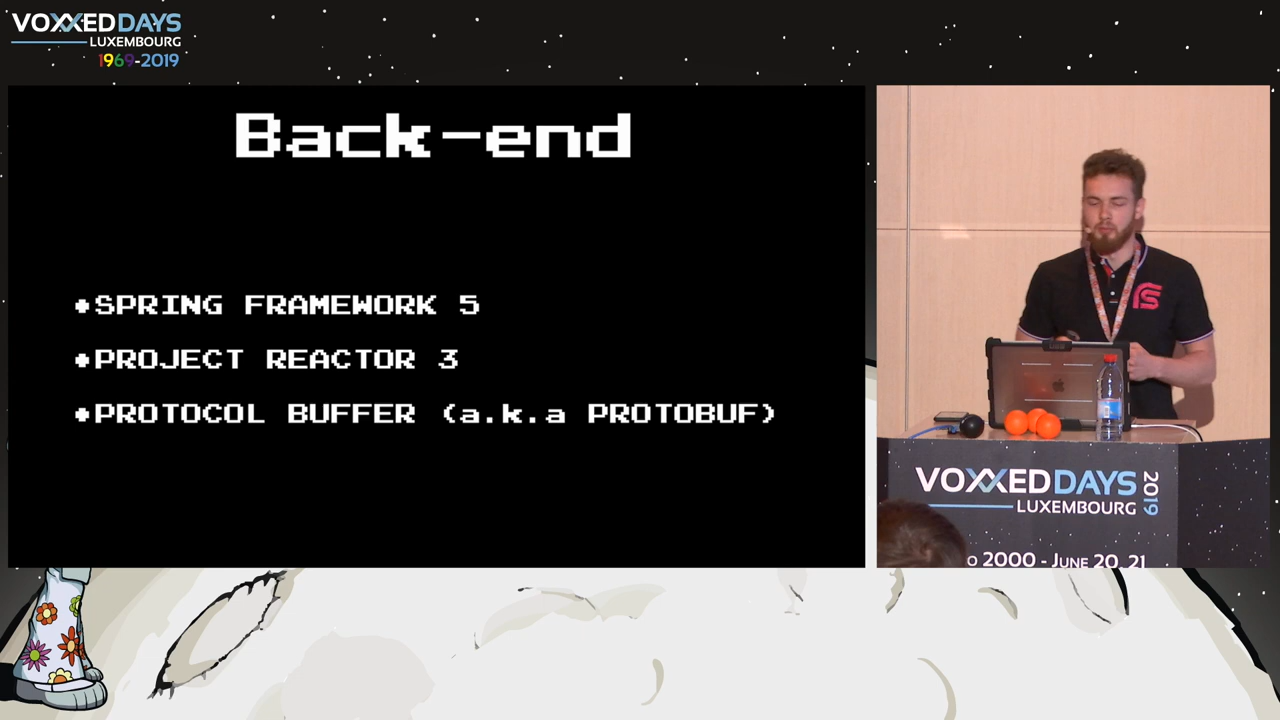 VOXXEDDAYS
LUXEMBOURG
1969-2019
Back-end
•SPRING FRAMEWORK 5
•PROJECT REACTOR 3
•PROTOCOL BUFFER (a.k.a PROTOBUF)
VOXXEDDAYS
LUXEMBOURG
2019
2000 - JUNE 20, 21